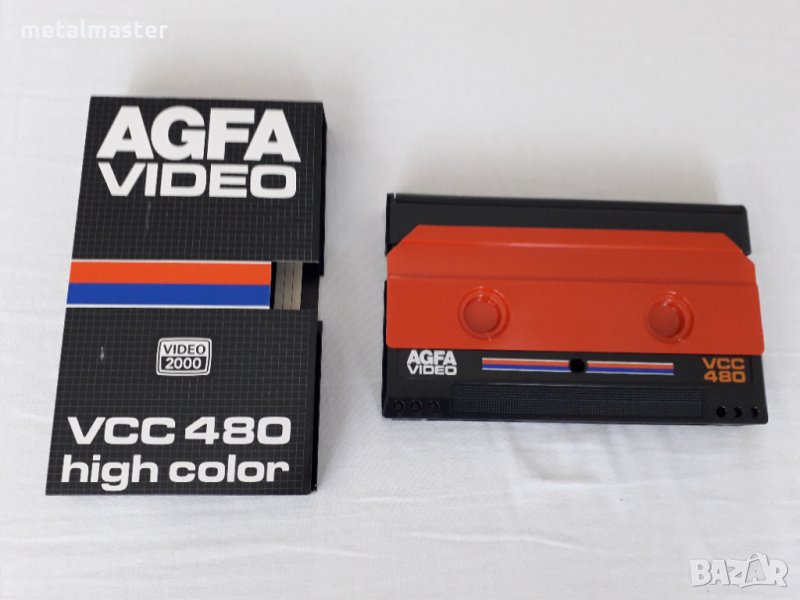 metalmaster
AGFA
VIDEO
VIDEO
2000
VCC 480
high color
AGFA
VIDEO
VCC
480
BAZAR